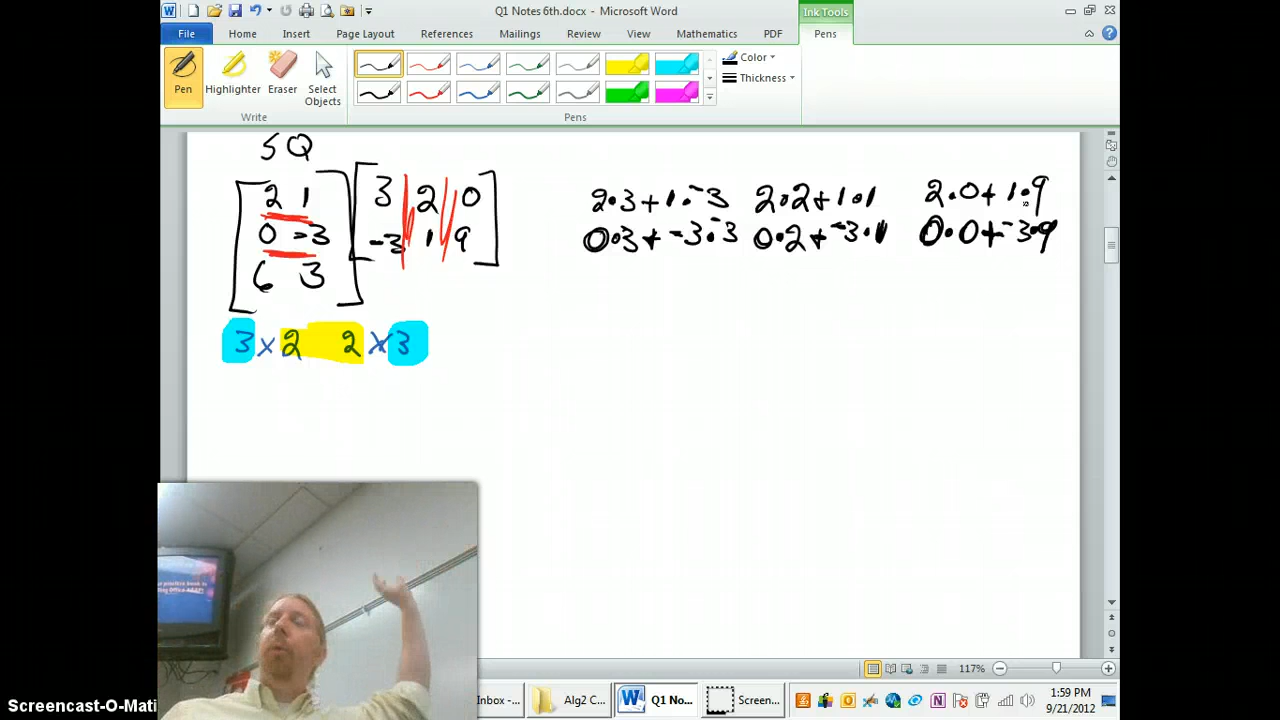 Q1 Notes 6th.docx - Microsoft Word
Ink Tools
File Home Insert Page Layout References Mailings Review View Mathematics PDF Pens
Pen Highlighter Eraser Select Objects
Color
Thickness
Write Pens
SQ
2 1
0 -3
6 3
3 2 0
-3 1 9
3 x 2 2 x 3
2·3+1·-3 2·2+1·1 2·0+1·9
0·3+-3·3 0·2+-3·1 0·0+-3·9
117%
Inbox -... Alg2 C... Q1 No... Screen...
1:59 PM
9/21/2012
Screencast-O-Mati